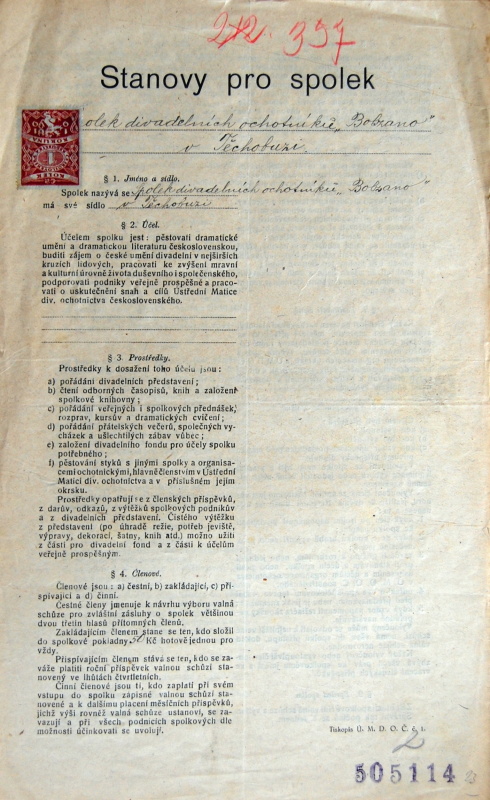 212. 397
Stanovy pro spolek
olek divadelních ochotníků „Bolzano"
v Těchobuzi.
§ 1. Jméno a sídlo.
Spolek nazývá se: spolek divadelních ochotníků „Bolzano"
má své sídlo v Těchobuzi
§ 2. Účel.
Účelem spolku jest: pěstovati dramatické
umění a dramatickou literaturu československou,
buditi zájem o české umění divadelní v nejširších
kruzích lidových, pracovati ke zvýšení mravní
a kulturní úrovně života duševního i společenského,
podporovati podniky veřejně prospěšné a praco-
vati o uskutečnění snah a cílů Ústřední Matice
div. ochotnictva československého.
§ 3. Prostředky.
Prostředky k dosažení toho účelu jsou:
a) pořádání divadelních představení;
b) čtení odborných časopisů, knih a založení
spolkové knihovny;
c) pořádání veřejných i spolkových přednášek,
rozprav, kursův a dramatických cvičení;
d) pořádání přátelských večerů, společných vy-
cházek a ušlechtilých zábav vůbec;
e) založení divadelního fondu pro účely spolku
potřebného;
f) pěstování styků s jinými spolky a organisa-
cemi ochotnickými, hlavně členstvím v Ústřední
Matici div. ochotnictva a v příslušném jejím
okrsku.
Prostředky opatřují se z členských příspěvků,
z darův, odkazů, z výtěžků spolkových podniků
a z divadelních představení. Čistého výtěžku
z představení (po úhradě režie, potřeb jeviště,
výpravy, dekorací, šatny, knih atd.) možno užíti
z části pro divadelní fond a z části k účelům
veřejně prospěšným.
§ 4. Členové.
Členové jsou: a) čestní, b) zakládající, c) při-
spívající a d) činní.
Čestné členy jmenuje k návrhu výboru valná
schůze pro zvláštní zásluhy o spolek většinou
dvou třetin hlasů přítomných členů.
Zakládajícím členem stane se ten, kdo složil
do spolkové pokladny 50 Kč hotově jednou pro
vždy.
Přispívajícím členem stává se ten, kdo se za-
váže platiti roční příspěvek valnou schůzí sta-
novený ve lhůtách čtvrtletních.
Činní členové jsou tí, kdo zaplatí při svém
vstupu do spolku zápisné valnou schůzí stano-
vené a k dalšímu placení měsíčních příspěvků,
jichž výši rovněž valná schůze ustanoví, se za-
vazují a při všech podnicích spolkových dle
možnosti účinkovati se uvolují.
Tiskopis Ú. M. D. O. Č. č. 1.
2
505114